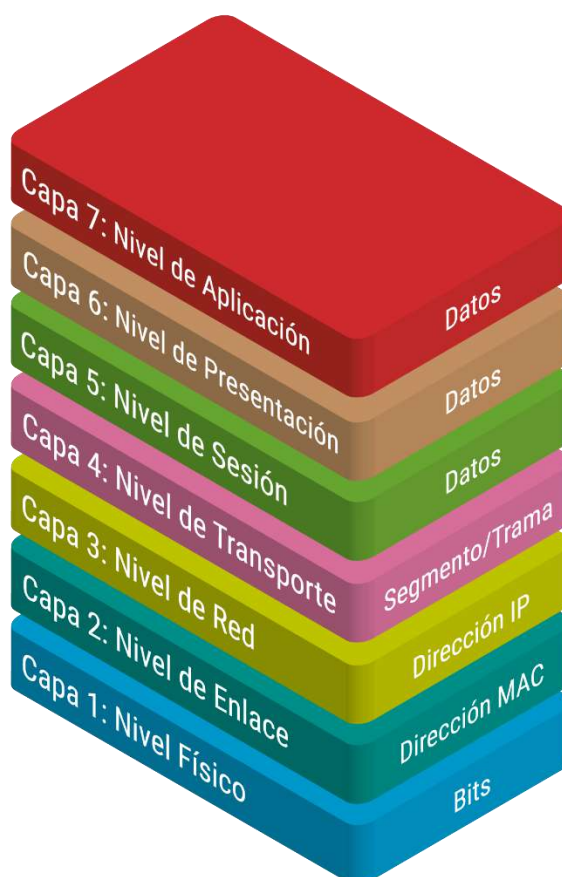 Capa 7: Nivel de Aplicación
Datos
Capa 6: Nivel de Presentación
Datos
Capa 5: Nivel de Sesión
Datos
Capa 4: Nivel de Transporte
Segmento/Trama
Capa 3: Nivel de Red
Dirección IP
Capa 2: Nivel de Enlace
Dirección MAC
Capa 1: Nivel Físico
Bits